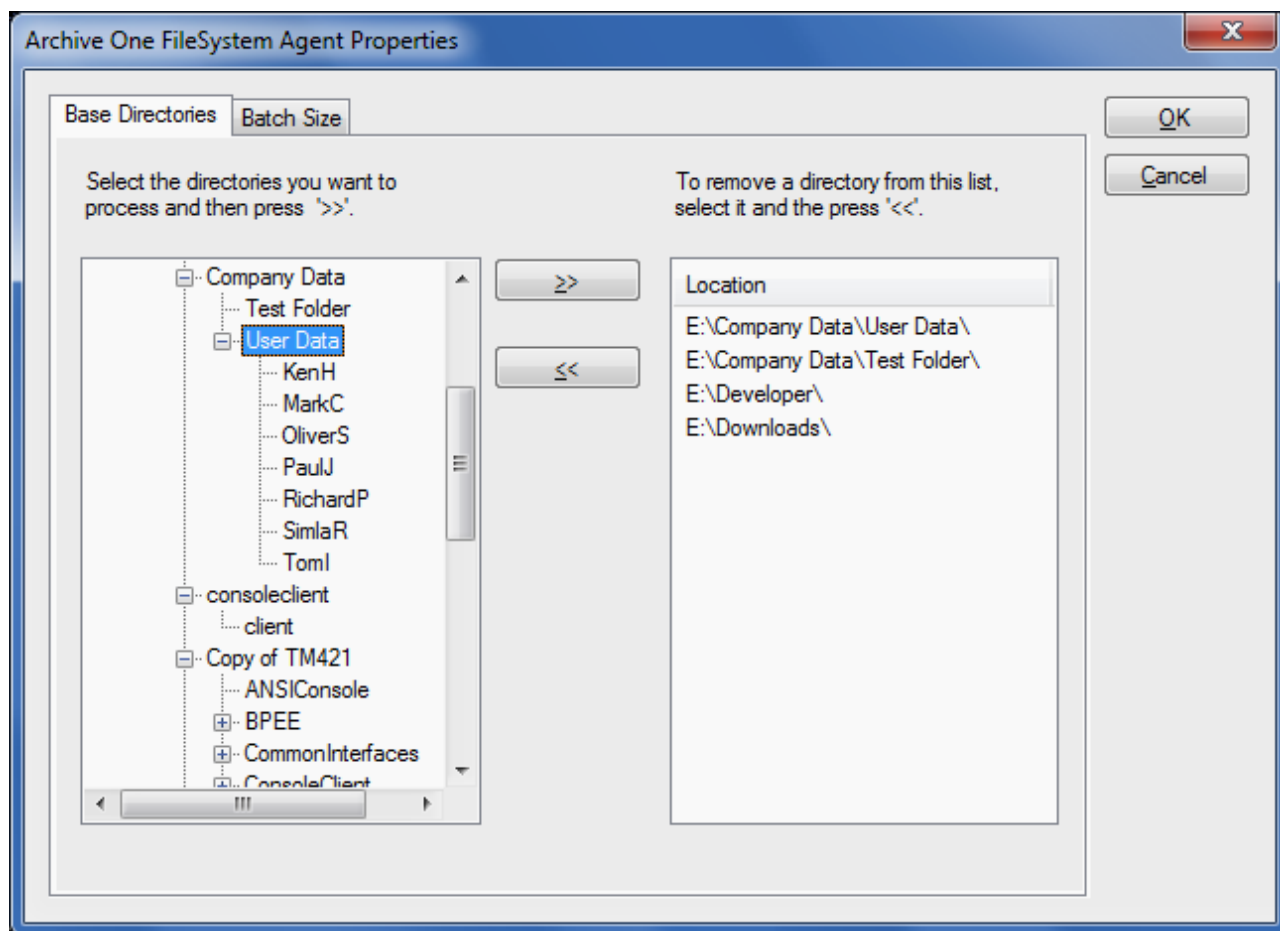 Archive One FileSystem Agent Properties
Base Directories
Batch Size
OK
Cancel
Select the directories you want to
process and then press '>>'.
To remove a directory from this list,
select it and the press '<<'.
Company Data
Test Folder
User Data
KenH
MarkC
OliverS
PaulJ
RichardP
SimlaR
TomI
consoleclient
client
Copy of TM421
ANSIConsole
BPEE
CommonInterfaces
ConsoleClient
>>
<<
Location
E:\Company Data\User Data\
E:\Company Data\Test Folder\
E:\Developer\
E:\Downloads\